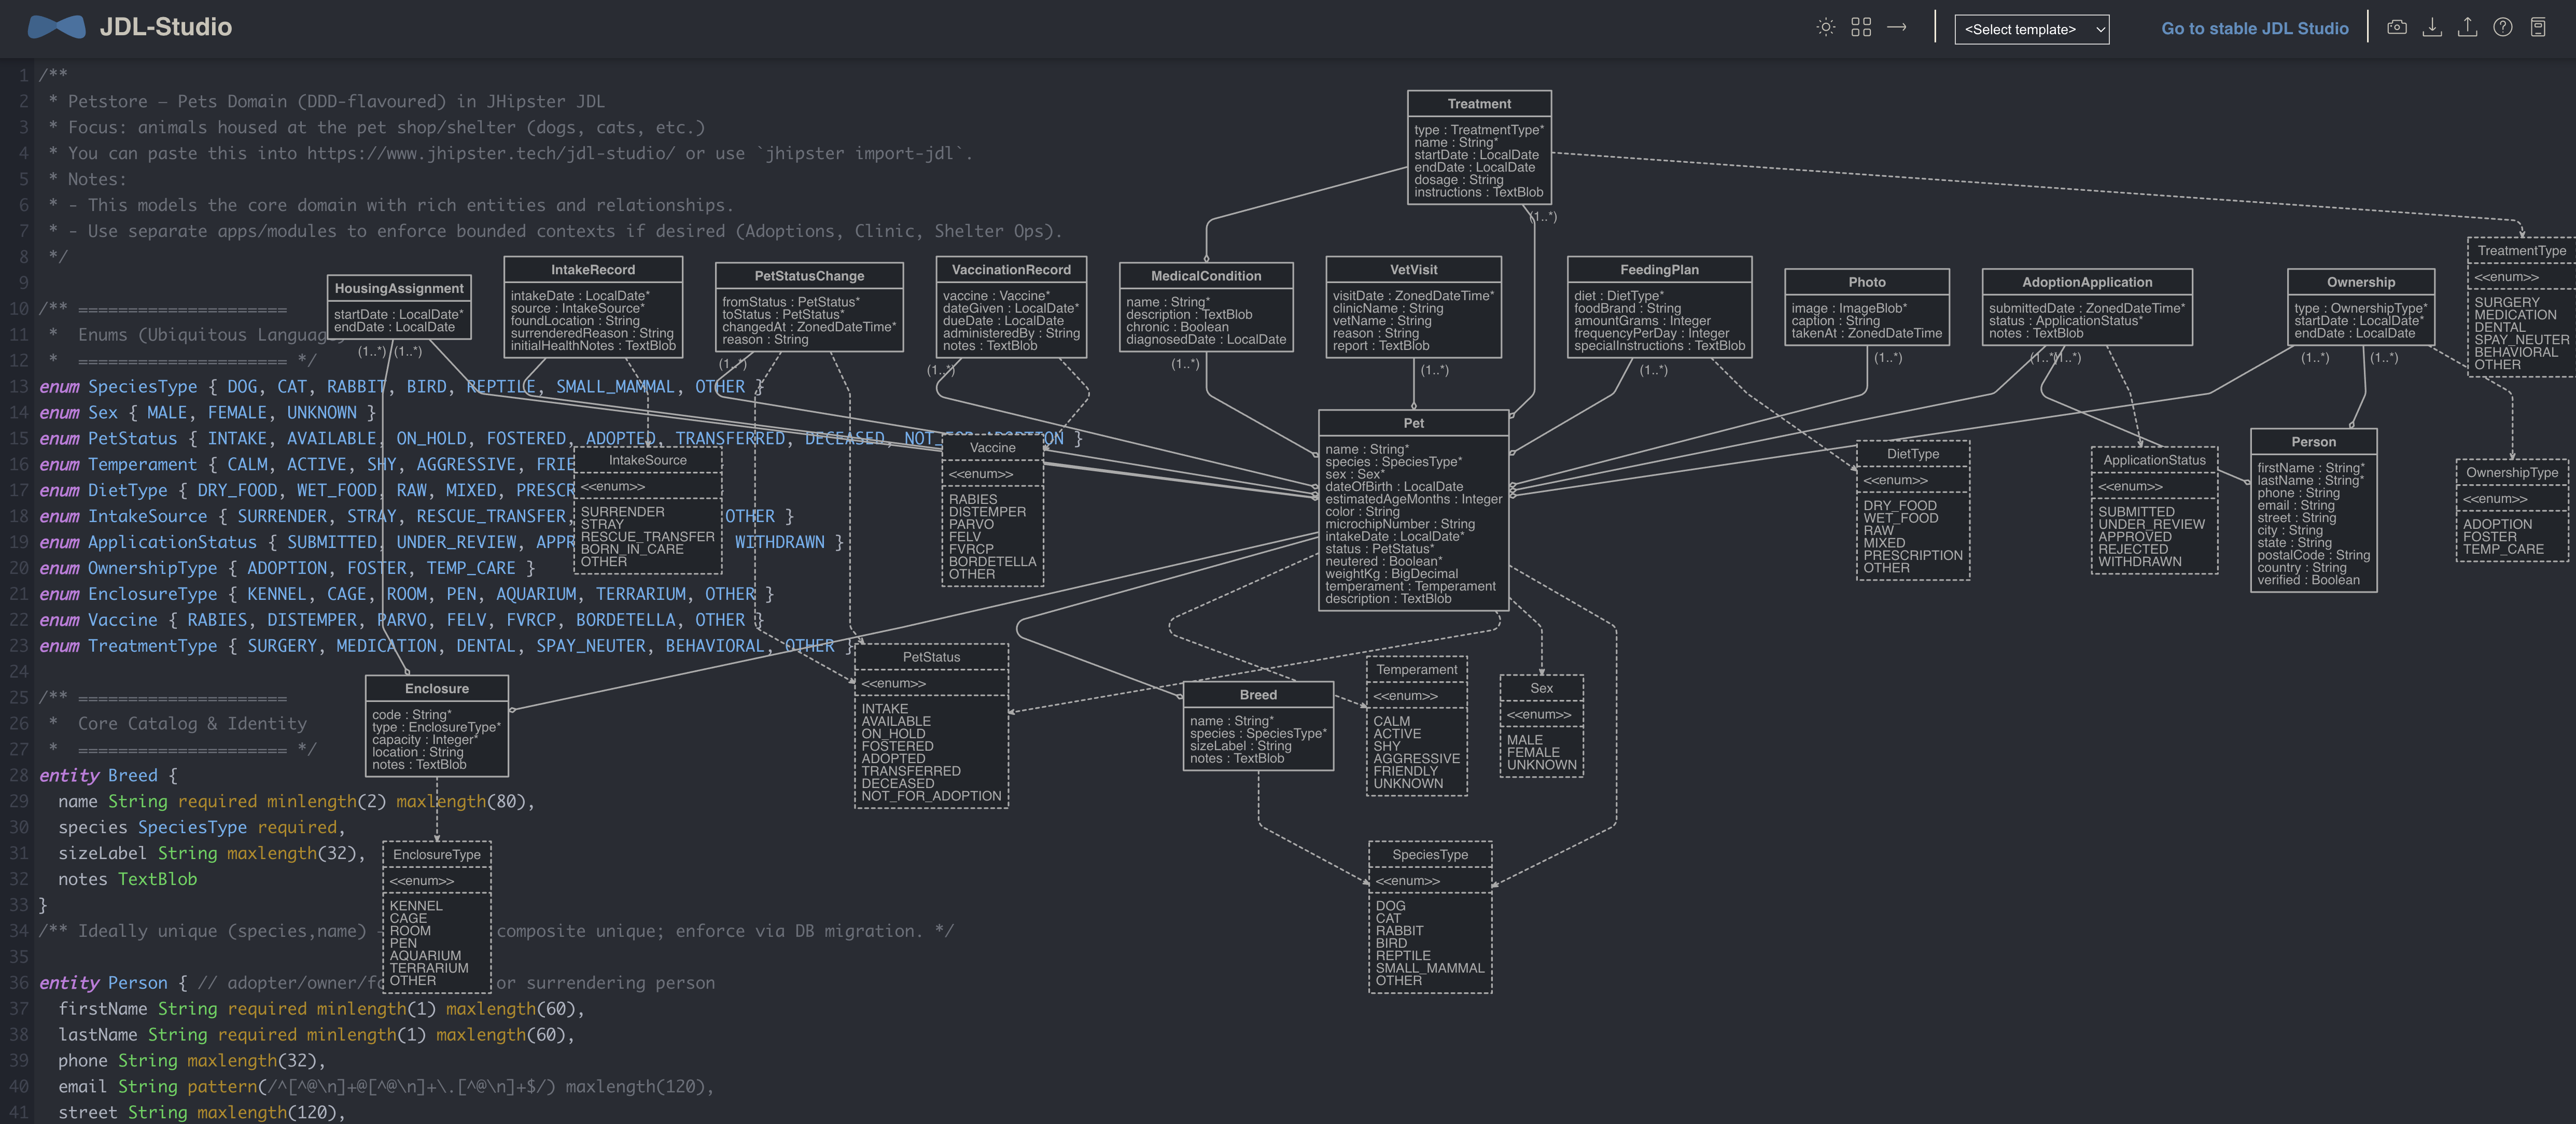 JDL-Studio
<Select template>
Go to stable JDL Studio
1 /**
2 * Petstore – Pets Domain (DDD-flavoured) in JHipster JDL
3 * Focus: animals housed at the pet shop/shelter (dogs, cats, etc.)
4 * You can paste this into https://www.jhipster.tech/jdl-studio/ or use `jhipster import-jdl`.
5 * Notes:
6 * - This models the core domain with rich entities and relationships.
7 * - Use separate apps/modules to enforce bounded contexts if desired (Adoptions, Clinic, Shelter Ops).
8 */
9
10 /** =====================
11 * Enums (Ubiquitous Language
12 * ===================== */
13 enum SpeciesType { DOG, CAT, RABBIT, BIRD, REPTILE, SMALL_MAMMAL, OTHER }
14 enum Sex { MALE, FEMALE, UNKNOWN }
15 enum PetStatus { INTAKE, AVAILABLE, ON_HOLD, FOSTERED, ADOPTED, TRANSFERRED, DECEASED, NOT_FOR_ADOPTION }
16 enum Temperament { CALM, ACTIVE, SHY, AGGRESSIVE, FRIE
17 enum DietType { DRY_FOOD, WET_FOOD, RAW, MIXED, PRESCR
18 enum IntakeSource { SURRENDER, STRAY, RESCUE_TRANSFER, OTHER }
19 enum ApplicationStatus { SUBMITTED, UNDER_REVIEW, APPR WITHDRAWN }
20 enum OwnershipType { ADOPTION, FOSTER, TEMP_CARE }
21 enum EnclosureType { KENNEL, CAGE, ROOM, PEN, AQUARIUM, TERRARIUM, OTHER }
22 enum Vaccine { RABIES, DISTEMPER, PARVO, FELV, FVRCP, BORDETELLA, OTHER }
23 enum TreatmentType { SURGERY, MEDICATION, DENTAL, SPAY_NEUTER, BEHAVIORAL, OTHER }
24
25 /** =====================
26 * Core Catalog & Identity
27 * ===================== */
28 entity Breed {
29 name String required minlength(2) maxlength(80),
30 species SpeciesType required,
31 sizeLabel String maxlength(32),
32 notes TextBlob
33 }
34 /** Ideally unique (species,name) composite unique; enforce via DB migration. */
35
36 entity Person { // adopter/owner/fo or surrendering person
37 firstName String required minlength(1) maxlength(60),
38 lastName String required minlength(1) maxlength(60),
39 phone String maxlength(32),
40 email String pattern(/^[^@\n]+@[^@\n]+\.[^@\n]+$/) maxlength(120),
41 street String maxlength(120),
Treatment
type : TreatmentType*
name : String*
startDate : LocalDate
endDate : LocalDate
dosage : String
instructions : TextBlob
(1..*)
HousingAssignment
startDate : LocalDate*
endDate : LocalDate
(1..*) (1..*)
IntakeRecord
intakeDate : LocalDate*
source : IntakeSource*
foundLocation : String
surrenderedReason : String
initialHealthNotes : TextBlob
PetStatusChange
fromStatus : PetStatus*
toStatus : PetStatus*
changedAt : ZonedDateTime*
reason : String
(1..*)
VaccinationRecord
vaccine : Vaccine*
dateGiven : LocalDate*
dueDate : LocalDate
administeredBy : String
notes : TextBlob
(1..*)
MedicalCondition
name : String*
description : TextBlob
chronic : Boolean
diagnosedDate : LocalDate
(1..*)
VetVisit
visitDate : ZonedDateTime*
clinicName : String
vetName : String
reason : String
report : TextBlob
(1..*)
FeedingPlan
diet : DietType*
foodBrand : String
amountGrams : Integer
frequencyPerDay : Integer
specialInstructions : TextBlob
(1..*)
Photo
image : ImageBlob*
caption : String
takenAt : ZonedDateTime
(1..*)
AdoptionApplication
submittedDate : ZonedDateTime*
status : ApplicationStatus*
notes : TextBlob
(1..*)(1..*)
Ownership
type : OwnershipType*
startDate : LocalDate*
endDate : LocalDate
(1..*) (1..*)
TreatmentType
<<enum>>
SURGERY
MEDICATION
DENTAL
SPAY_NEUTER
BEHAVIORAL
OTHER
IntakeSource
<<enum>>
SURRENDER
STRAY
RESCUE_TRANSFER
BORN_IN_CARE
OTHER
Vaccine
<<enum>>
RABIES
DISTEMPER
PARVO
FELV
FVRCP
BORDETELLA
OTHER
Pet
name : String*
species : SpeciesType*
sex : Sex*
dateOfBirth : LocalDate
estimatedAgeMonths : Integer
color : String
microchipNumber : String
intakeDate : LocalDate*
status : PetStatus*
neutered : Boolean*
weightKg : BigDecimal
temperament : Temperament
description : TextBlob
DietType
<<enum>>
DRY_FOOD
WET_FOOD
RAW
MIXED
PRESCRIPTION
OTHER
ApplicationStatus
<<enum>>
SUBMITTED
UNDER_REVIEW
APPROVED
REJECTED
WITHDRAWN
Person
firstName : String*
lastName : String*
phone : String
email : String
street : String
city : String
state : String
postalCode : String
country : String
verified : Boolean
OwnershipType
<<enum>>
ADOPTION
FOSTER
TEMP_CARE
Enclosure
code : String*
type : EnclosureType*
capacity : Integer*
location : String
notes : TextBlob
PetStatus
<<enum>>
INTAKE
AVAILABLE
ON_HOLD
FOSTERED
ADOPTED
TRANSFERRED
DECEASED
NOT_FOR_ADOPTION
Breed
name : String*
species : SpeciesType*
sizeLabel : String
notes : TextBlob
Temperament
<<enum>>
CALM
ACTIVE
SHY
AGGRESSIVE
FRIENDLY
UNKNOWN
Sex
<<enum>>
MALE
FEMALE
UNKNOWN
EnclosureType
<<enum>>
KENNEL
CAGE
ROOM
PEN
AQUARIUM
TERRARIUM
OTHER
SpeciesType
<<enum>>
DOG
CAT
RABBIT
BIRD
REPTILE
SMALL_MAMMAL
OTHER